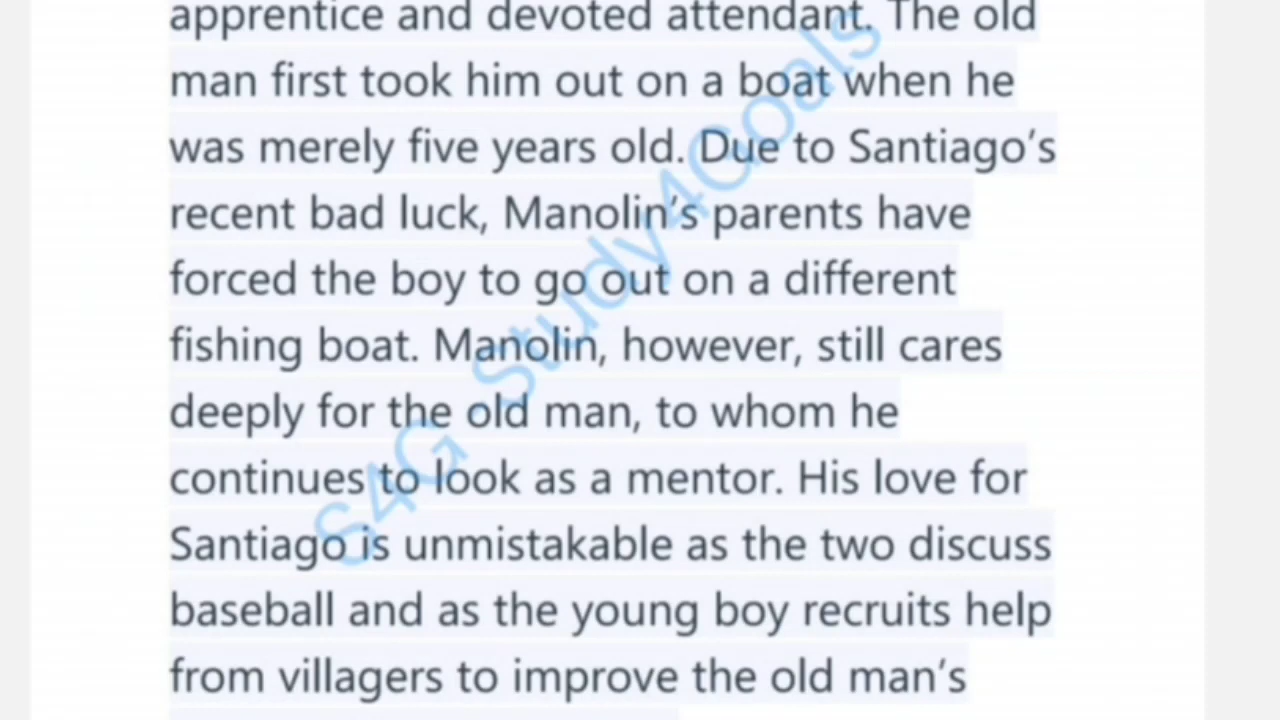 apprentice and devoted attendant. The old
man first took him out on a boat when he
was merely five years old. Due to Santiago’s
recent bad luck, Manolin’s parents have
forced the boy to go out on a different
fishing boat. Manolin, however, still cares
deeply for the old man, to whom he
continues to look as a mentor. His love for
Santiago is unmistakable as the two discuss
baseball and as the young boy recruits help
from villagers to improve the old man’s
S4G - Study4Goals